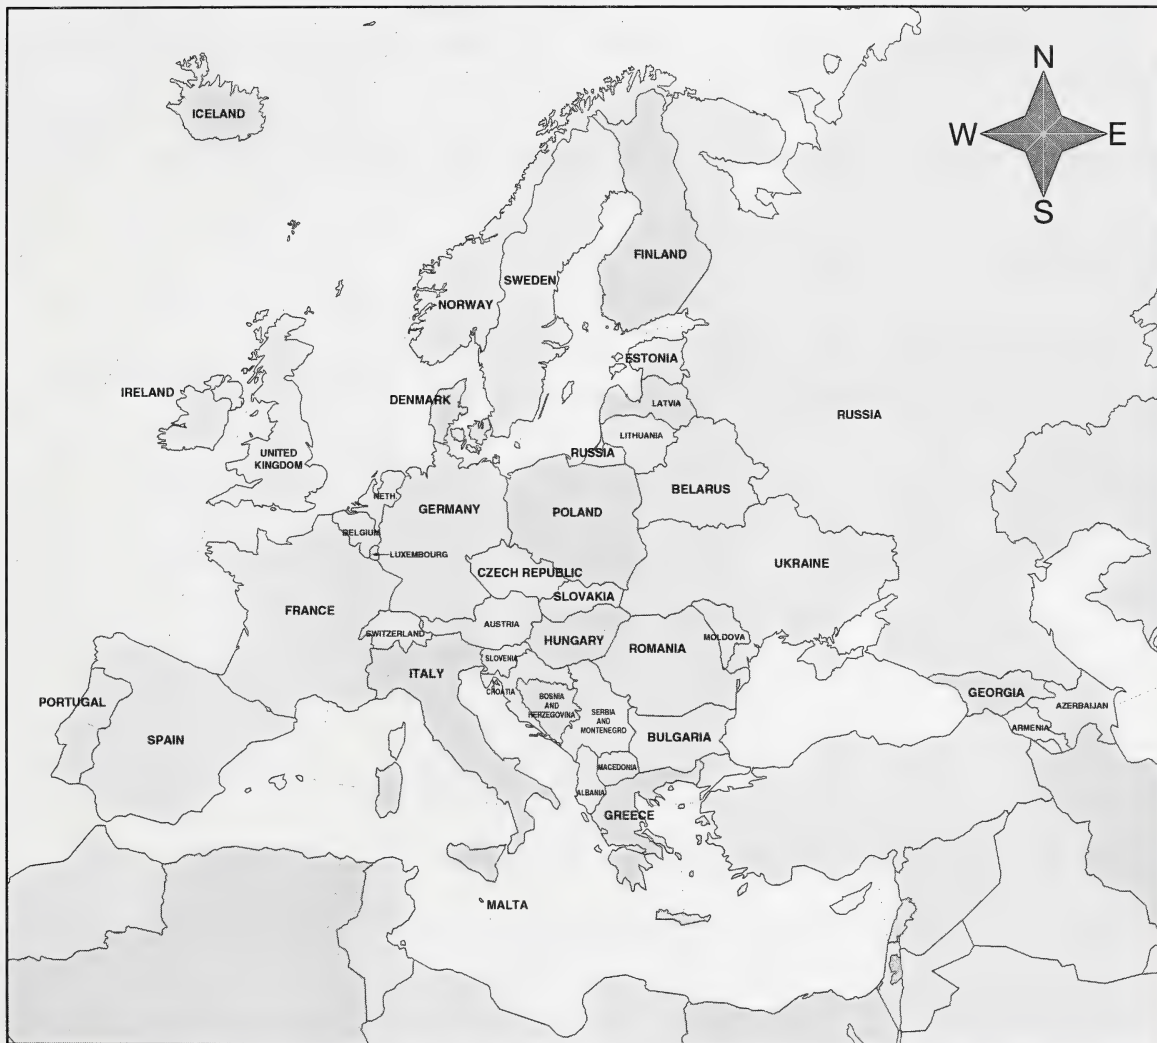 N
ICELAND
W
E
S
FINLAND
SWEDEN
NORWAY
ESTONIA
IRELAND
DENMARK
LATVIA
RUSSIA
LITHUANIA
UNITED
KINGDOM
RUSSIA
BELARUS
NETH.
GERMANY
POLAND
BELGIUM
LUXEMBOURG
UKRAINE
CZECH REPUBLIC
SLOVAKIA
FRANCE
AUSTRIA
SWITZERLAND
HUNGARY
MOLDOVA
ROMANIA
SLOVENIA
ITALY
CROATIA
GEORGIA
PORTUGAL
BOSNIA
AND
HERZEGOVINA
AZERBAIJAN
SERBIA
AND
MONTENEGRO
ARMENIA
SPAIN
BULGARIA
MACEDONIA
ALBANIA
GREECE
MALTA